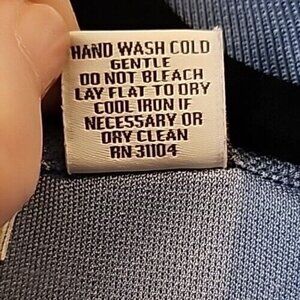 HAND WASH COLD
GENTLE
DO NOT BLEACH
LAY FLAT TO DRY
COOL IRON IF
NECESSARY OR
DRY CLEAN
RN 31104